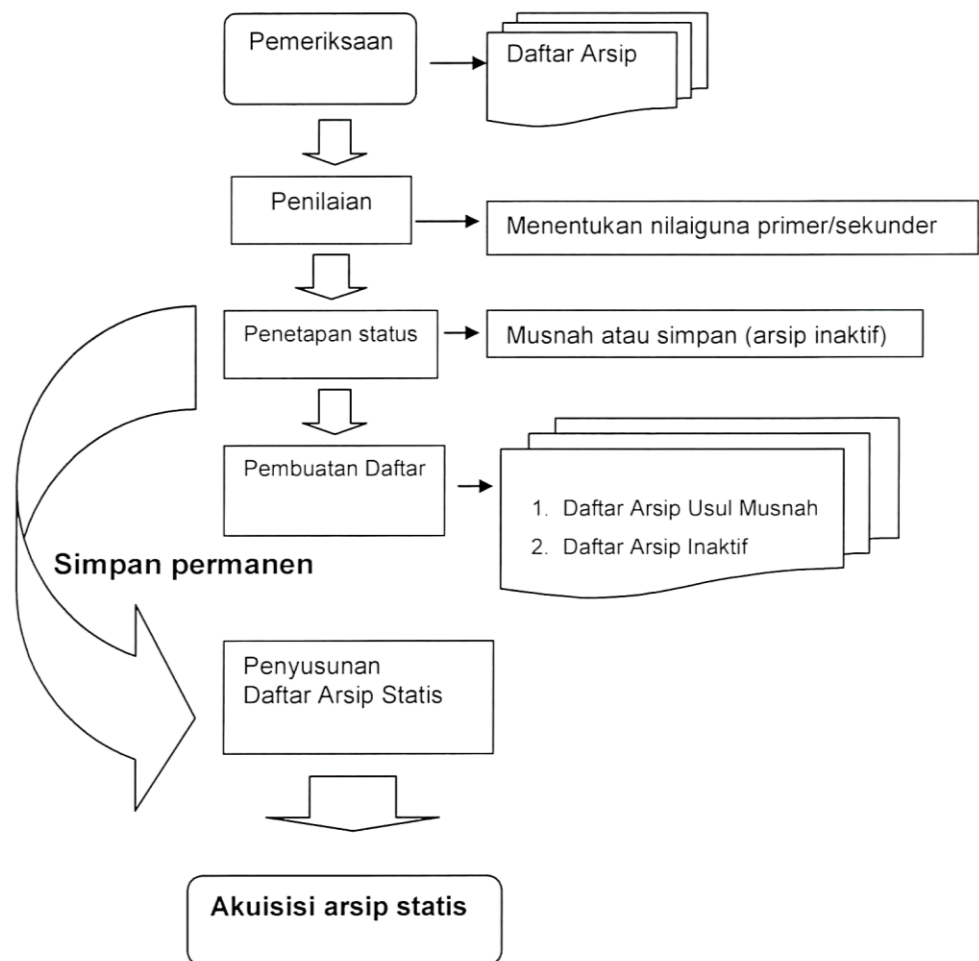 Pemeriksaan
Daftar Arsip
Penilaian
Menentukan nilaiguna primer/sekunder
Penetapan status
Musnah atau simpan (arsip inaktif)
Pembuatan Daftar
1. Daftar Arsip Usul Musnah
2. Daftar Arsip Inaktif
Simpan permanen
Penyusunan
Daftar Arsip Statis
Akuisisi arsip statis